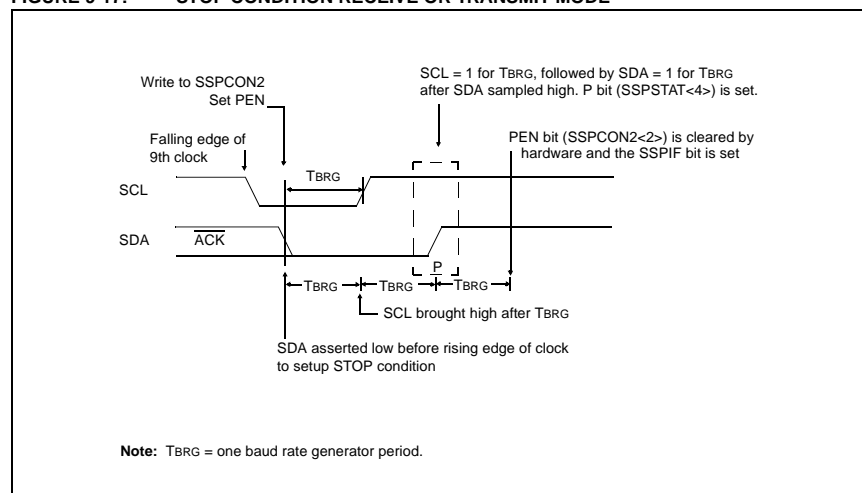 FIGURE 9-17: STOP CONDITION RECEIVE OR TRANSMIT MODE
SCL = 1 for TBRG, followed by SDA = 1 for TBRG
after SDA sampled high. P bit (SSPSTAT<4>) is set.
Write to SSPCON2
Set PEN
PEN bit (SSPCON2<2>) is cleared by
hardware and the SSPIF bit is set
Falling edge of
9th clock
TBRG
SCL
SDA
ACK
P
TBRG
TBRG
TBRG
SCL brought high after TBRG
SDA asserted low before rising edge of clock
to setup STOP condition
Note: TBRG = one baud rate generator period.